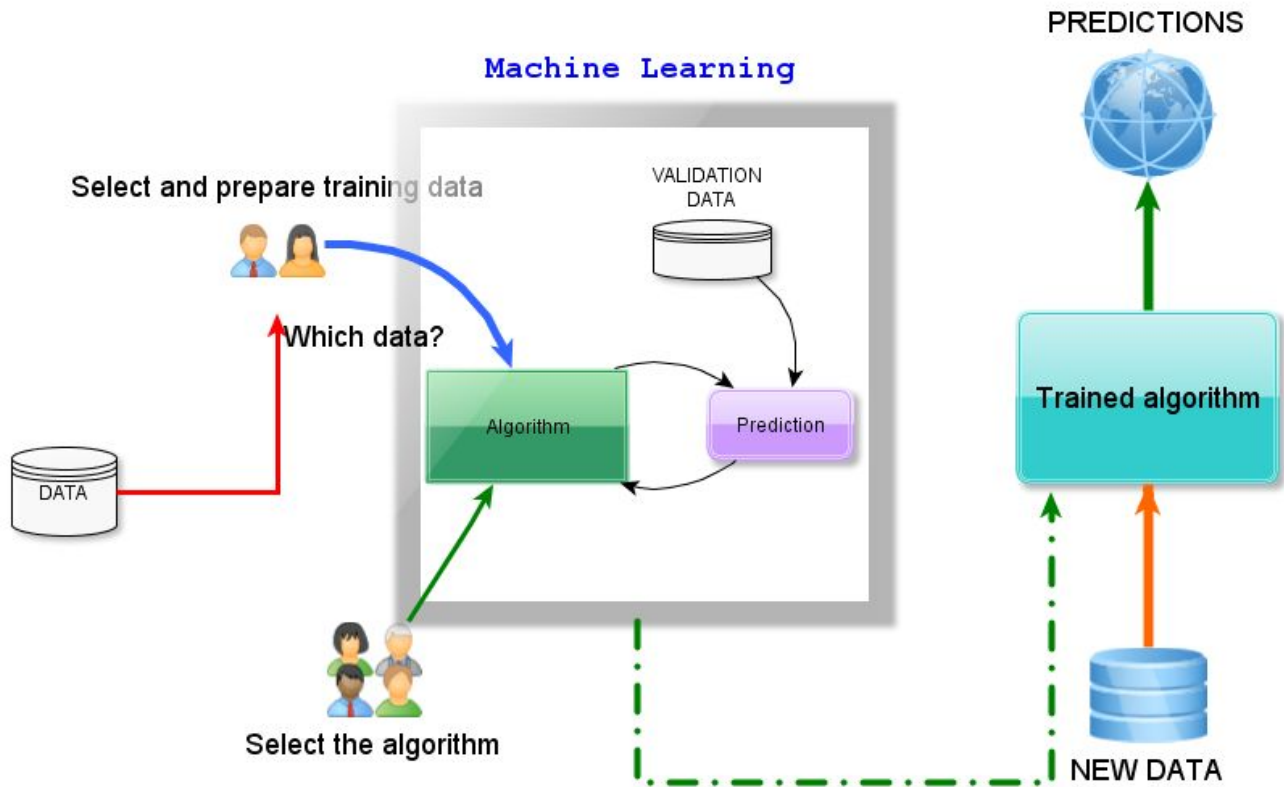 PREDICTIONS
Machine Learning
Select and prepare training data
VALIDATION
DATA
Which data?
Algorithm
Prediction
Trained algorithm
DATA
Select the algorithm
NEW DATA